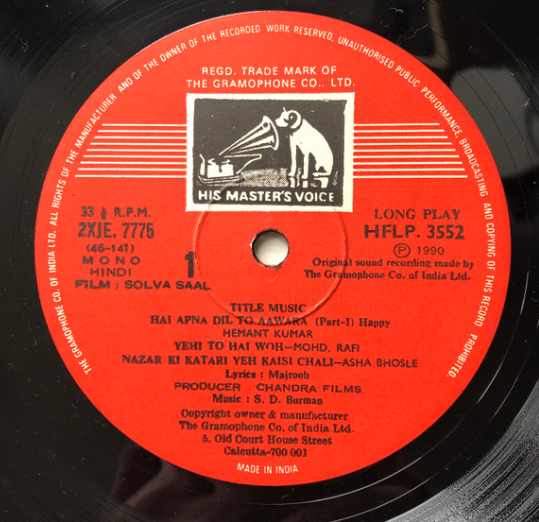 THE GRAMOPHONE CO. OF INDIA LTD. ALL RIGHTS OF THE MANUFACTURER AND OF THE OWNER OF THE RECORDED WORK RESERVED, UNAUTHORISED PUBLIC PERFORMANCE, BROADCASTING AND COPYING OF THIS RECORD PROHIBITED.
REGD. TRADE MARK OF
THE GRAMOPHONE CO., LTD.
HIS MASTER'S VOICE
33 ⅓ R.P.M.
2XJE. 7775
(46-141)
MONO
HINDI
FILM : SOLVA SAAL
1
LONG PLAY
HFLP. 3552
Ⓟ 1990
Original sound recording made by
The Gramophone Co. of India Ltd.
TITLE MUSIC
HAI APNA DIL TO AAWARA (Part-I) Happy
HEMANT KUMAR
YEHI TO HAI WOH—MOHD. RAFI
NAZAR KI KATARI YEH KAISI CHALI—ASHA BHOSLE
Lyrics : Majrooh
PRODUCER : CHANDRA FILMS
Music : S. D. Burman
Copyright owner & manufacturer
The Gramophone Co. of India Ltd.
5, Old Court House Street
Calcutta-700 001
MADE IN INDIA